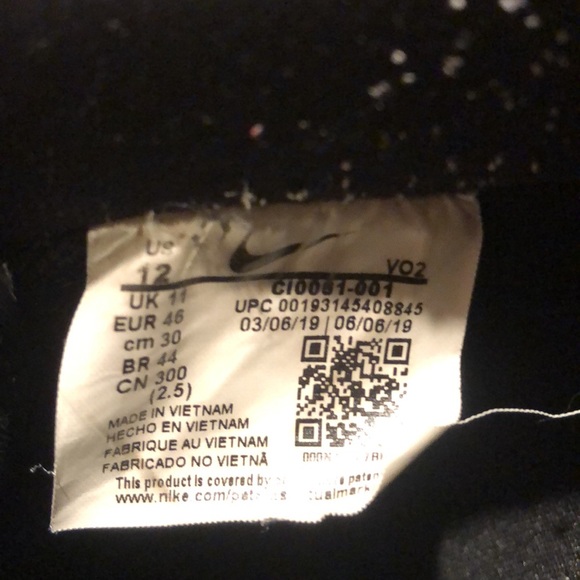 US
12
VO2
UK 11
CI0081-001
EUR 46
UPC 00193145408845
cm 30
03/06/19 | 06/06/19
BR 44
CN 300
(2.5)
MADE IN VIETNAM
HECHO EN VIETNAM
FABRIQUE AU VIETNAM
FABRICADO NO VIETNÃ
This product is covered by
www.nike com/